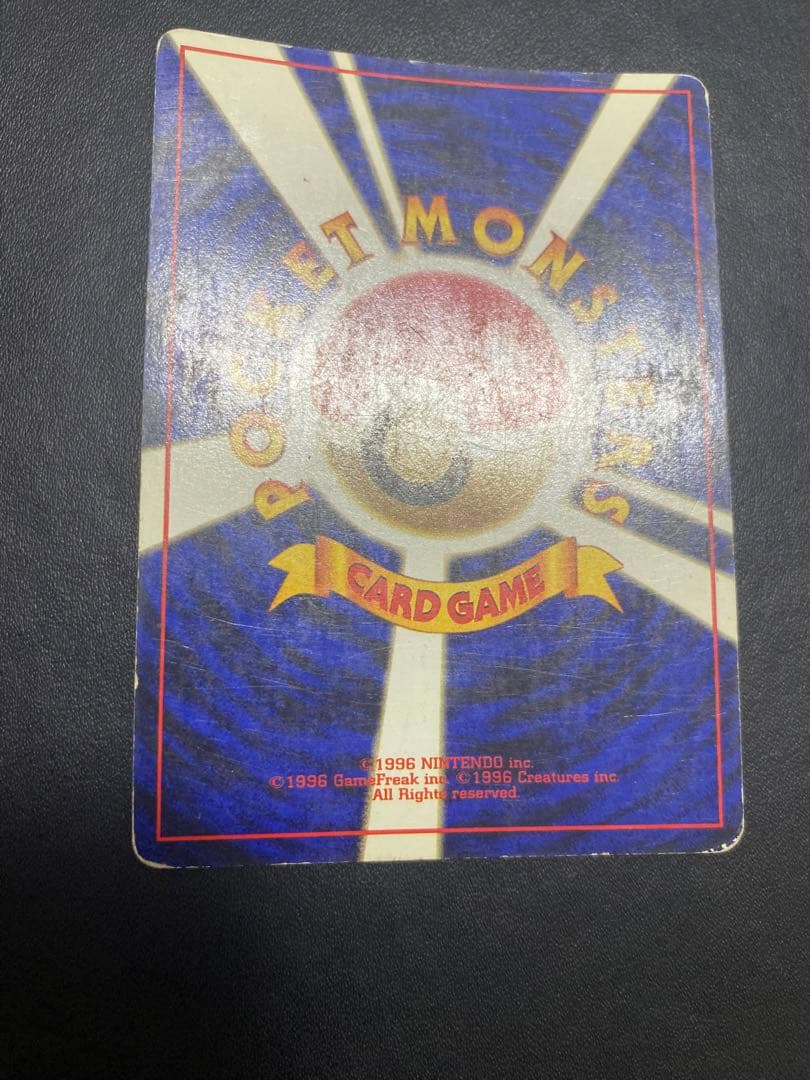 POCKET MONSTERS
CARD GAME
©1996 NINTENDO inc.
©1996 GameFreak inc. ©1996 Creatures inc.
All Rights reserved.